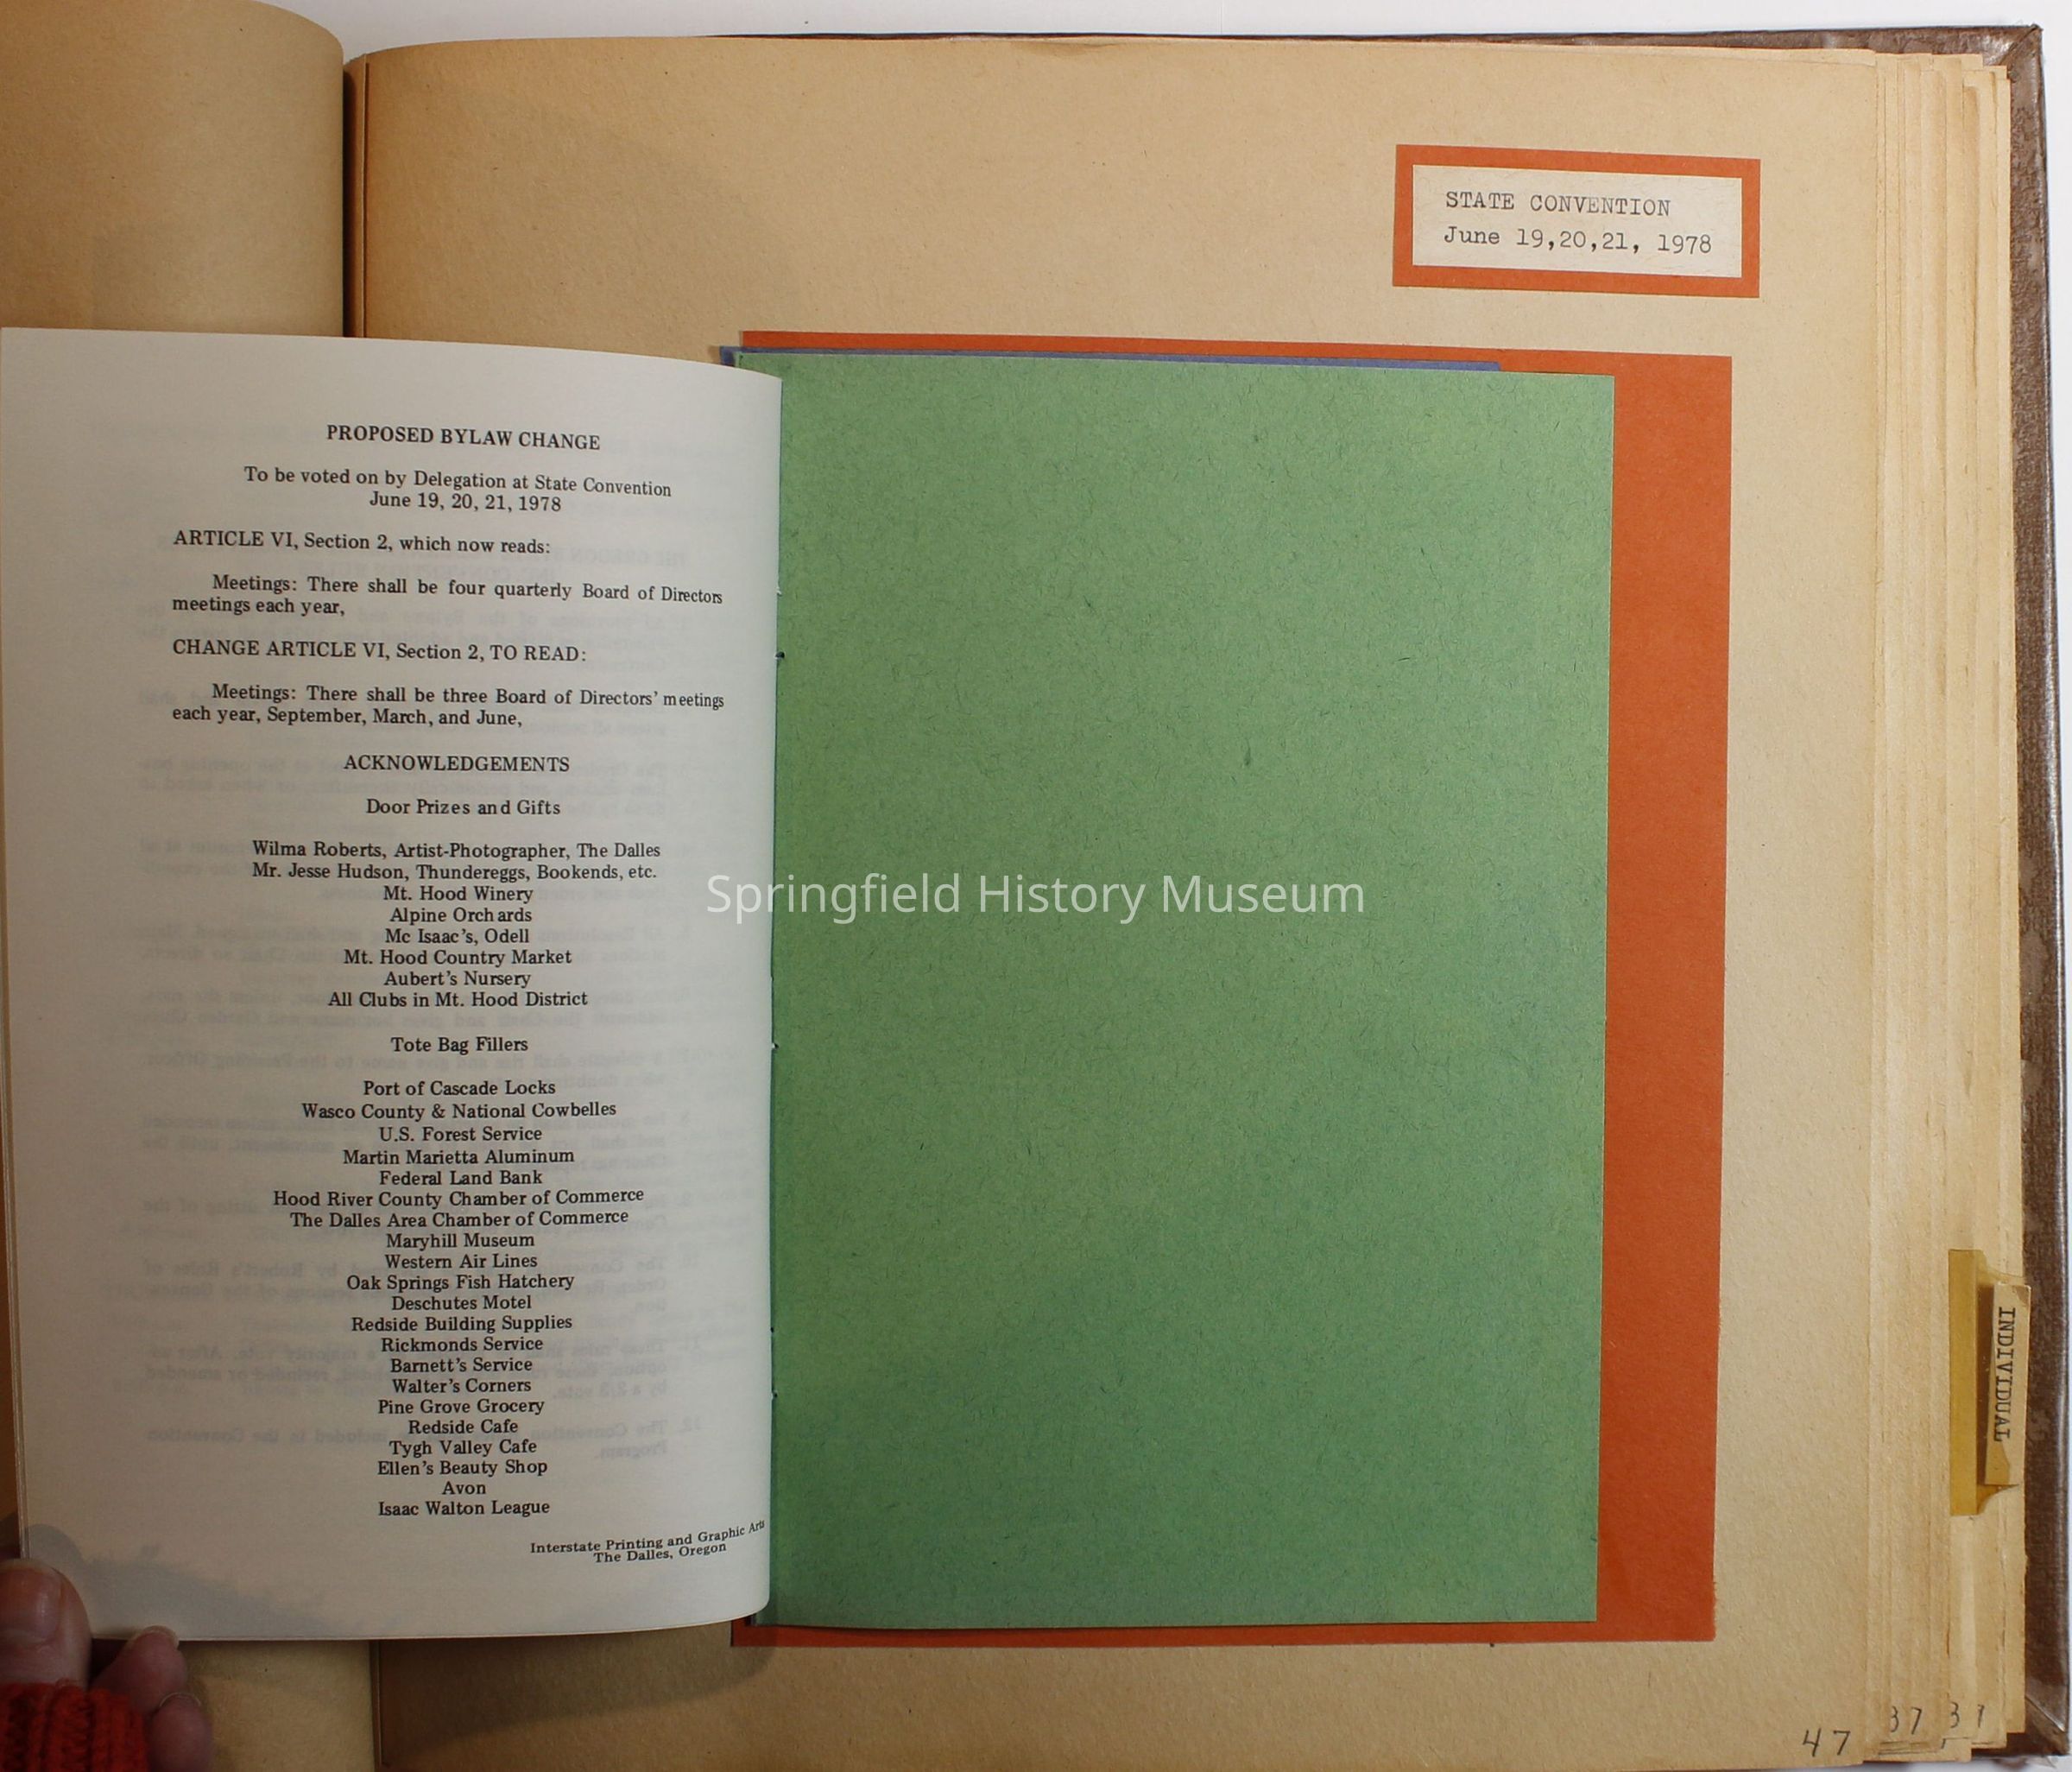 STATE CONVENTION
June 19,20,21, 1978
PROPOSED BYLAW CHANGE
To be voted on by Delegation at State Convention
June 19, 20, 21, 1978
ARTICLE VI, Section 2, which now reads:
Meetings: There shall be four quarterly Board of Directors
meetings each year,
CHANGE ARTICLE VI, Section 2, TO READ:
Meetings: There shall be three Board of Directors' meetings
each year, September, March, and June,
ACKNOWLEDGEMENTS
Door Prizes and Gifts
Wilma Roberts, Artist-Photographer, The Dalles
Mr. Jesse Hudson, Thundereggs, Bookends, etc.
Mt. Hood Winery
Alpine Orchards
Mc Isaac's, Odell
Mt. Hood Country Market
Aubert's Nursery
All Clubs in Mt. Hood District
Tote Bag Fillers
Port of Cascade Locks
Wasco County & National Cowbelles
U.S. Forest Service
Martin Marietta Aluminum
Federal Land Bank
Hood River County Chamber of Commerce
The Dalles Area Chamber of Commerce
Maryhill Museum
Western Air Lines
Oak Springs Fish Hatchery
Deschutes Motel
Redside Building Supplies
Rickmonds Service
Barnett's Service
Walter's Corners
Pine Grove Grocery
Redside Cafe
Tygh Valley Cafe
Ellen's Beauty Shop
Avon
Isaac Walton League
Interstate Printing and Graphic Arts
The Dalles, Oregon
Springfield History Museum
INDIVIDUAL
47
37